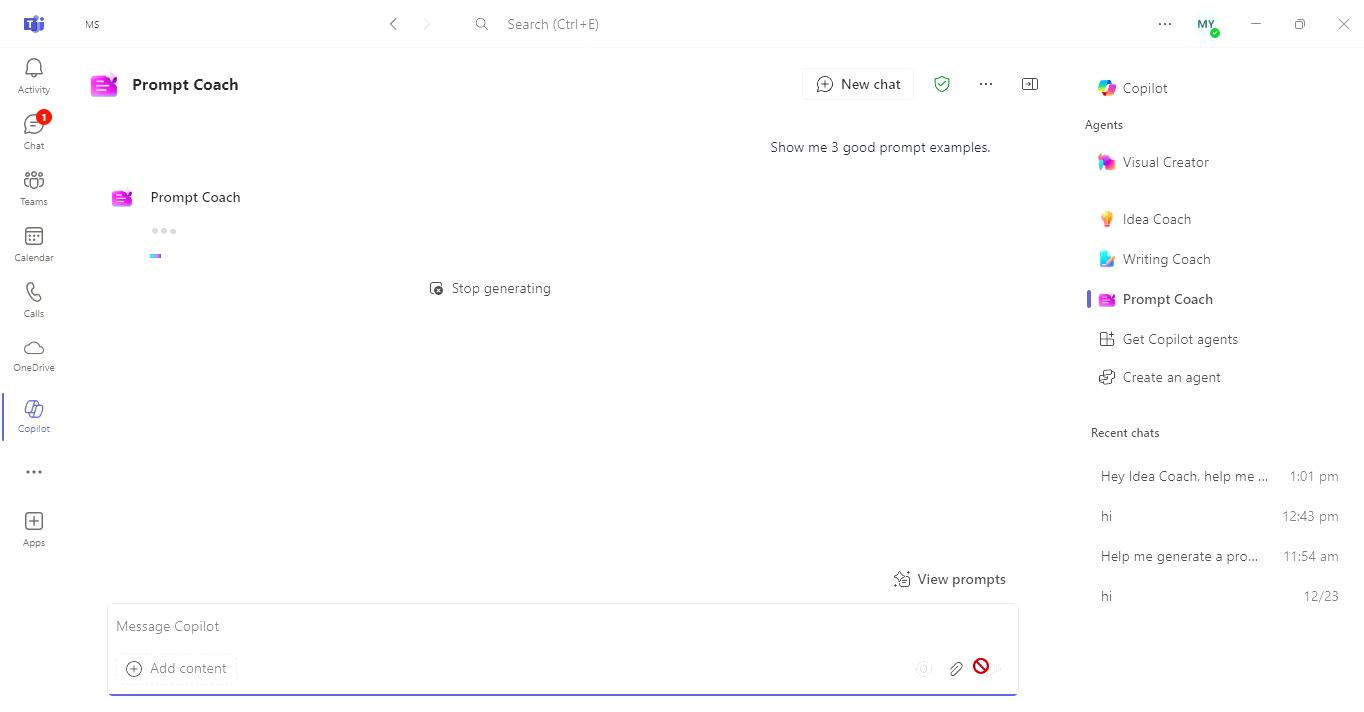 MS
Search (Ctrl+E)
MY
Activity
1
Chat
Teams
Calendar
Calls
OneDrive
Copilot
Apps
Prompt Coach
New chat
Show me 3 good prompt examples.
Prompt Coach
Stop generating
View prompts
Message Copilot
Add content
Copilot
Agents
Visual Creator
Idea Coach
Writing Coach
Prompt Coach
Get Copilot agents
Create an agent
Recent chats
Hey Idea Coach, help me ... 1:01 pm
hi 12:43 pm
Help me generate a pro... 11:54 am
hi 12/23